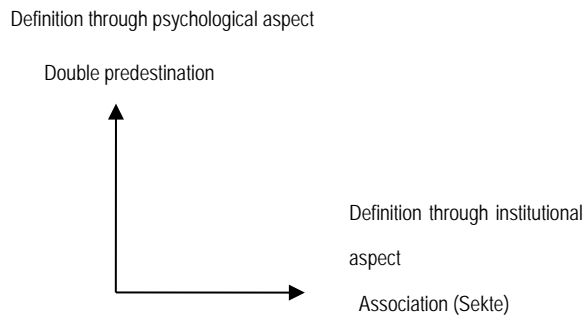 Definition through psychological aspect
Double predestination
Definition through institutional
aspect
Association (Sekte)